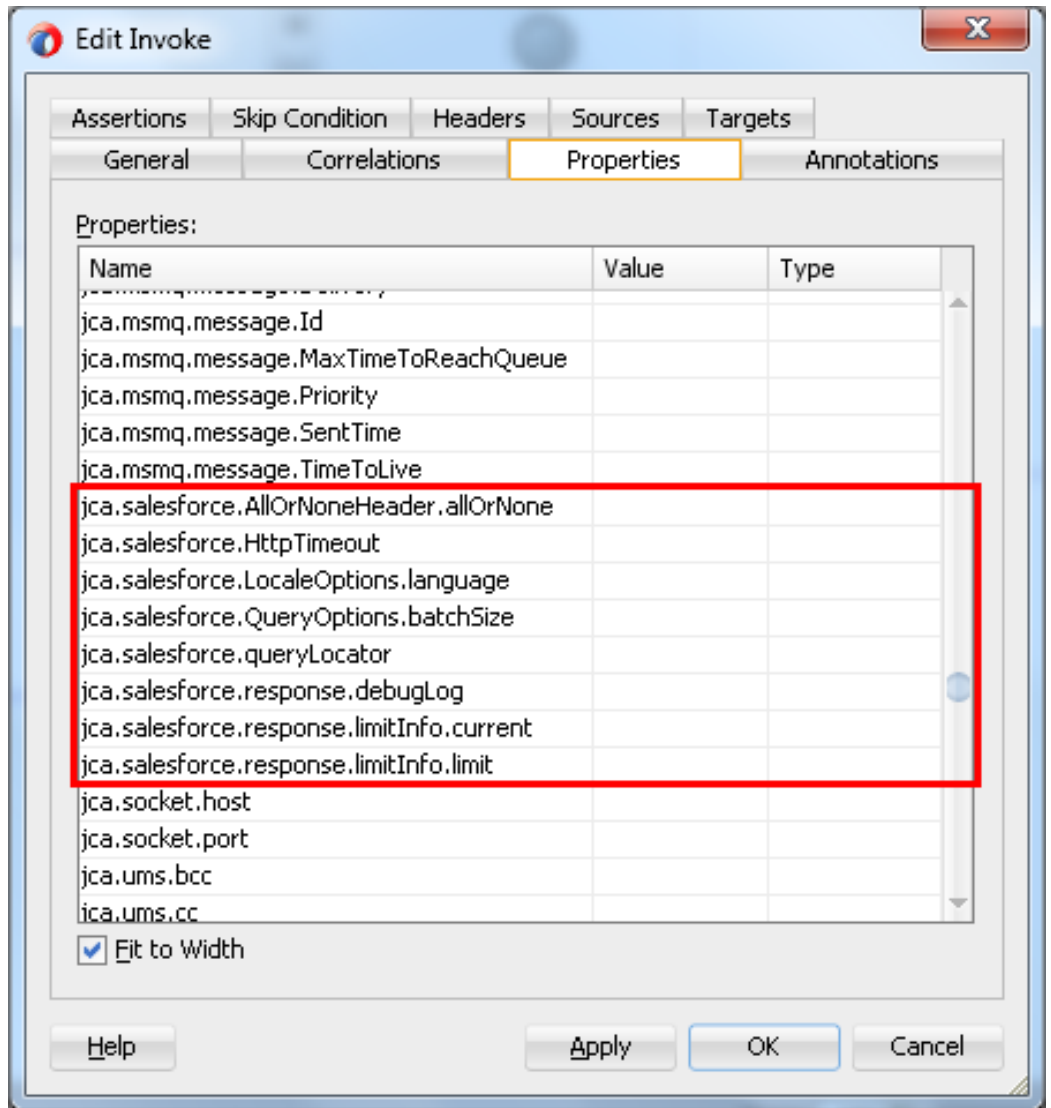 Edit Invoke
Assertions Skip Condition Headers Sources Targets
General Correlations Properties Annotations
Properties:
Name Value Type
jca.msmq.message.Id
jca.msmq.message.MaxTimeToReachQueue
jca.msmq.message.Priority
jca.msmq.message.SentTime
jca.msmq.message.TimeToLive
jca.salesforce.AllOrNoneHeader.allOrNone
jca.salesforce.HttpTimeout
jca.salesforce.LocaleOptions.language
jca.salesforce.QueryOptions.batchSize
jca.salesforce.queryLocator
jca.salesforce.response.debugLog
jca.salesforce.response.limitInfo.current
jca.salesforce.response.limitInfo.limit
jca.socket.host
jca.socket.port
jca.ums.bcc
jca.ums.cc
Fit to Width
Help Apply OK Cancel